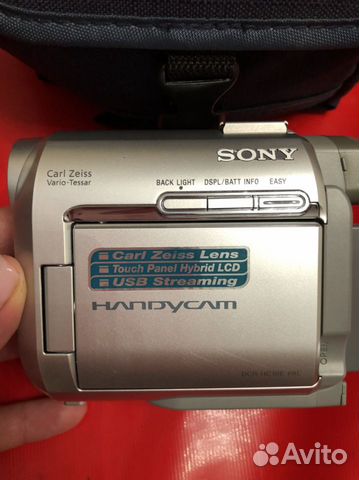 SONY
Carl Zeiss
Vario-Tessar
BACK LIGHT DSPL/BATT INFO EASY
Carl Zeiss Lens
Touch Panel Hybrid LCD
USB Streaming
HANDYCAM
OPEN
Avito